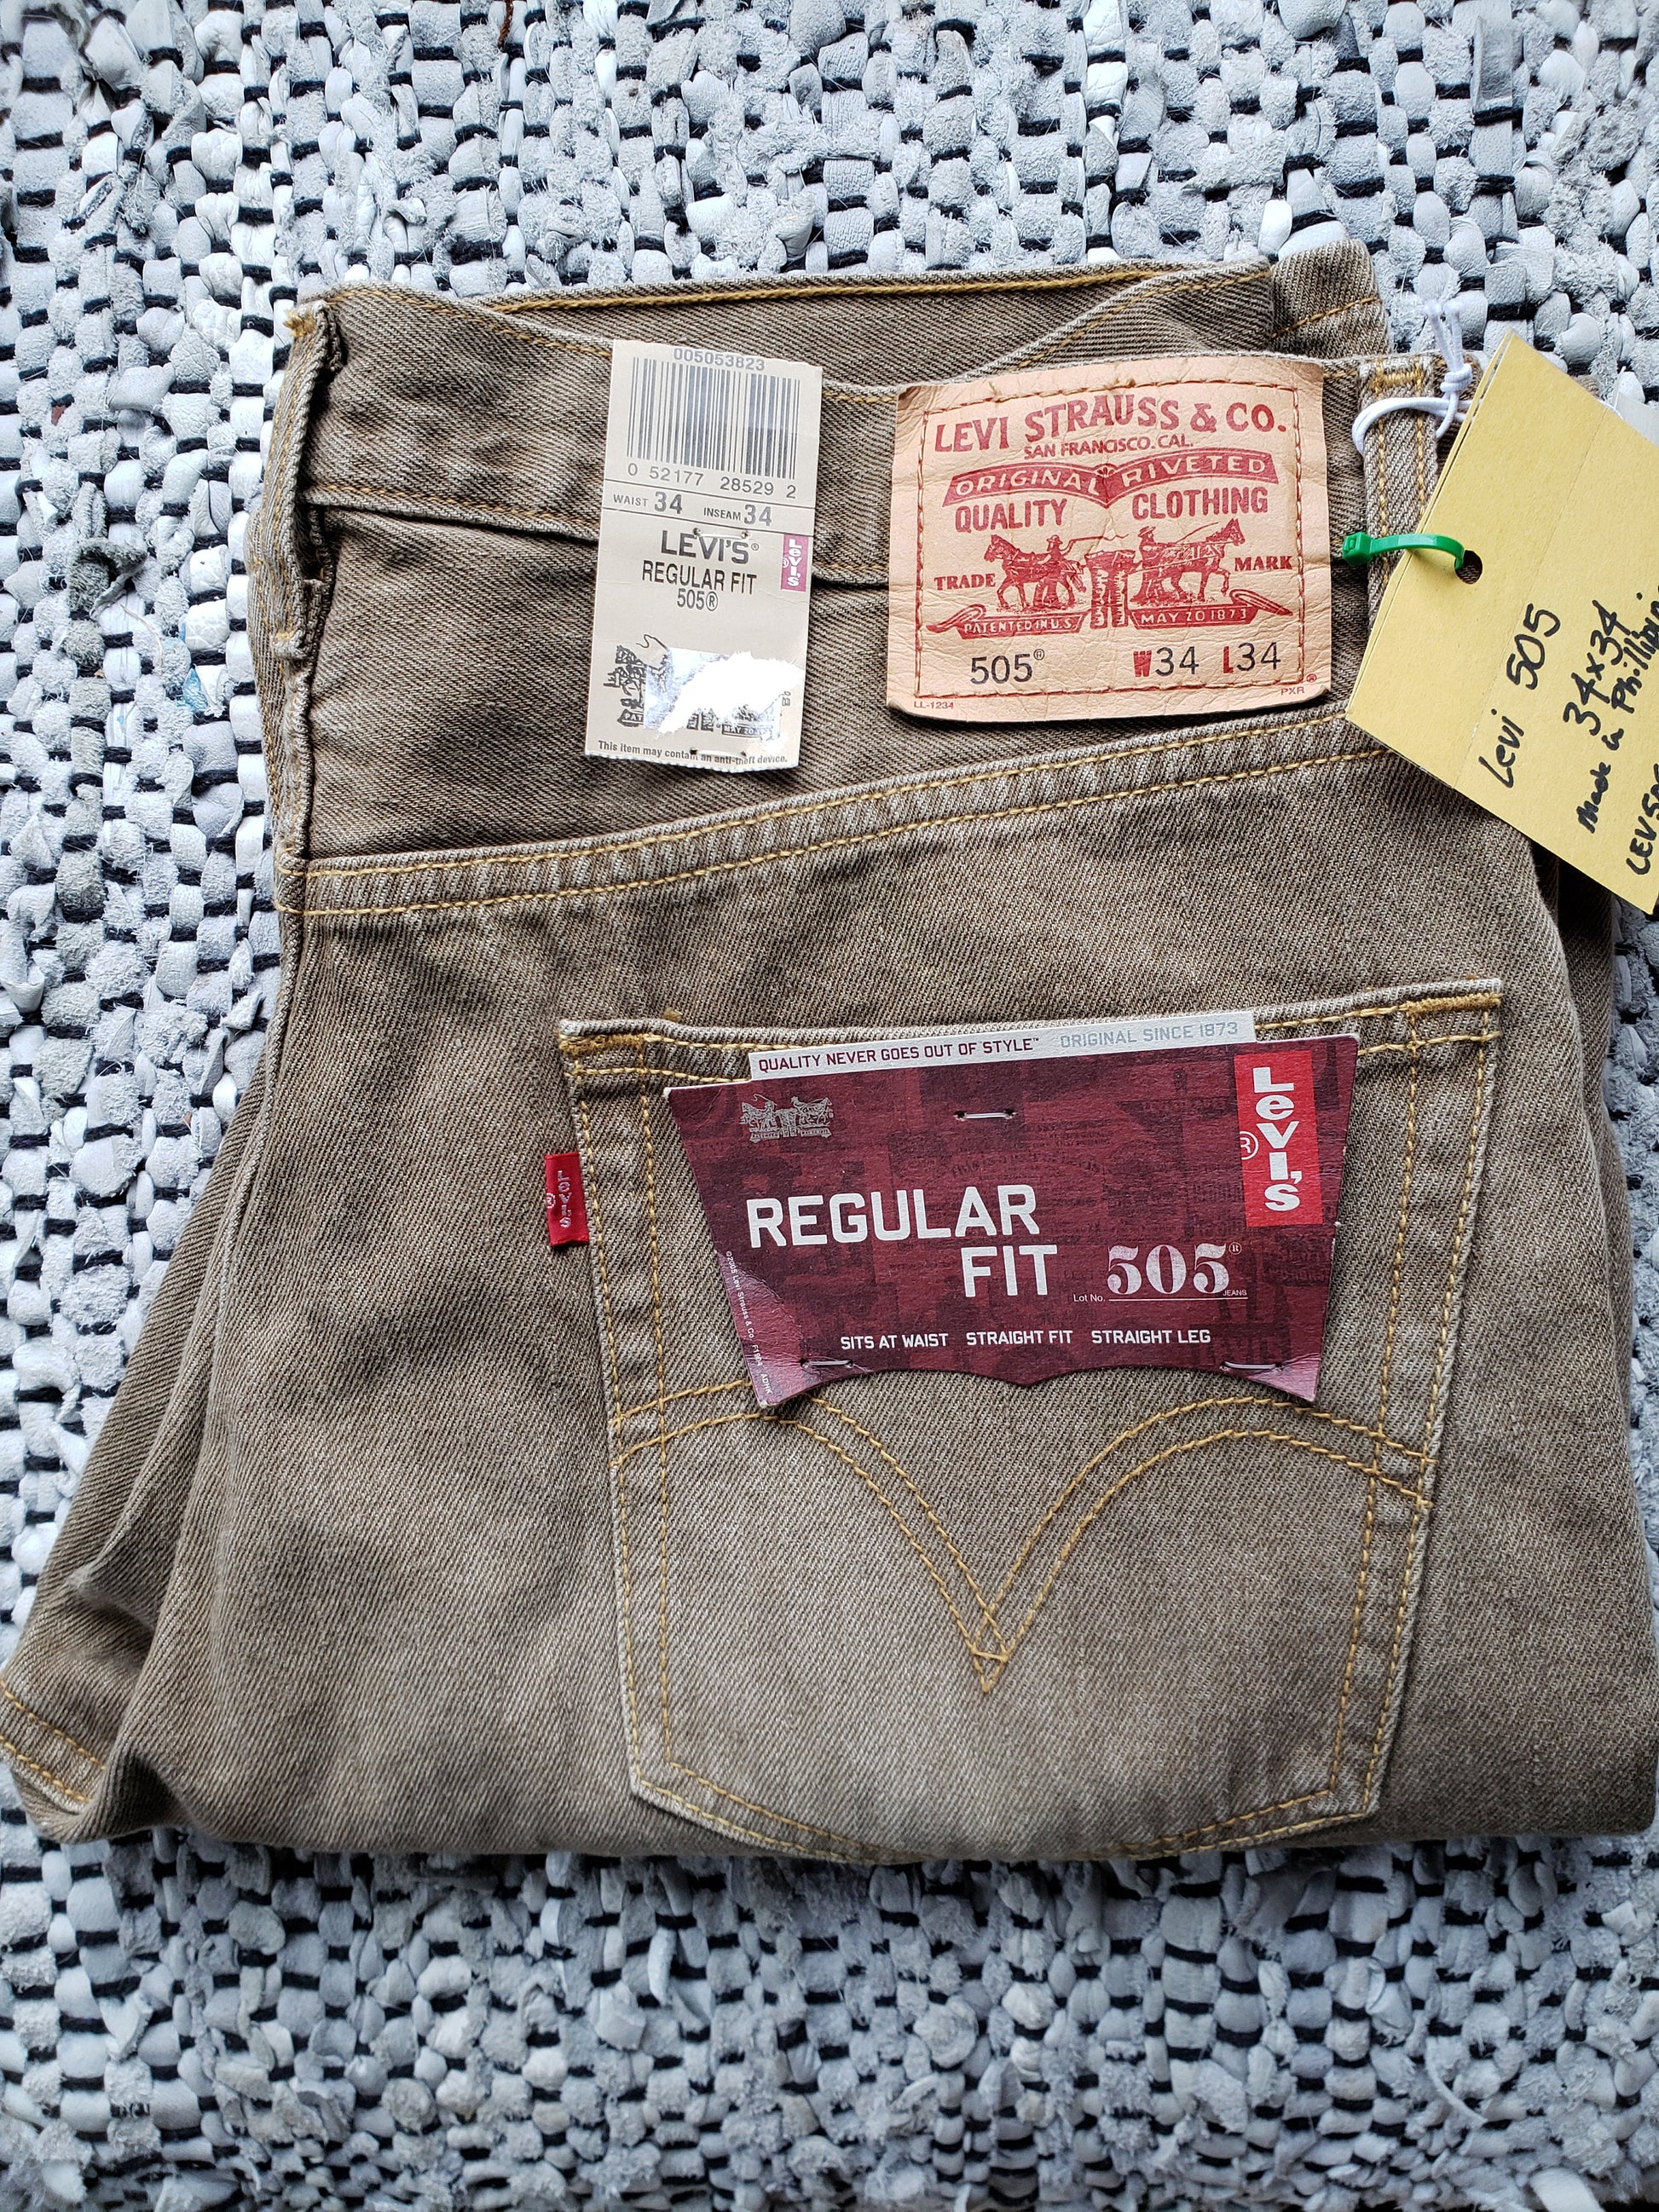 005053823
0 52177 28529 2
WAIST 34 INSEAM 34
LEVI'S®
REGULAR FIT
505®
Levi's
This item may contain an anti-theft device.
LEVI STRAUSS & CO.
SAN FRANCISCO. CAL.
ORIGINAL RIVETED
QUALITY CLOTHING
TRADE MARK
PATENTED IN U.S. MAY 20 1873
505® W34 L34
LL-1234
PXR
Levi 505
34x34
Made in
QUALITY NEVER GOES OUT OF STYLE™ ORIGINAL SINCE 1873
Levi's
®
REGULAR
FIT
Lot No. 505®
JEANS
SITS AT WAIST STRAIGHT FIT STRAIGHT LEG
Levi's
®